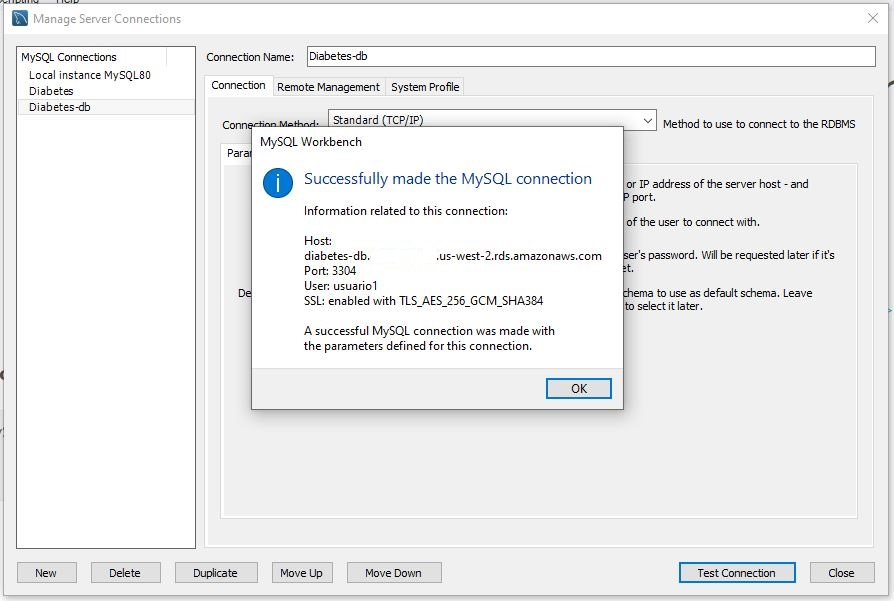 Help
Manage Server Connections
MySQL Connections
Local instance MySQL80
Diabetes
Diabetes-db
Connection Name:
Diabetes-db
Connection
Remote Management
System Profile
Connection Method:
Standard (TCP/IP)
Method to use to connect to the RDBMS
Para
or IP address of the server host - and
P port.
of the user to connect with.
ser's password. Will be requested later if it's
et.
De
chema to use as default schema. Leave
to select it later.
MySQL Workbench
Successfully made the MySQL connection
Information related to this connection:
Host:
diabetes-db. .us-west-2.rds.amazonaws.com
Port: 3304
User: usuario1
SSL: enabled with TLS_AES_256_GCM_SHA384
A successful MySQL connection was made with
the parameters defined for this connection.
OK
New
Delete
Duplicate
Move Up
Move Down
Test Connection
Close